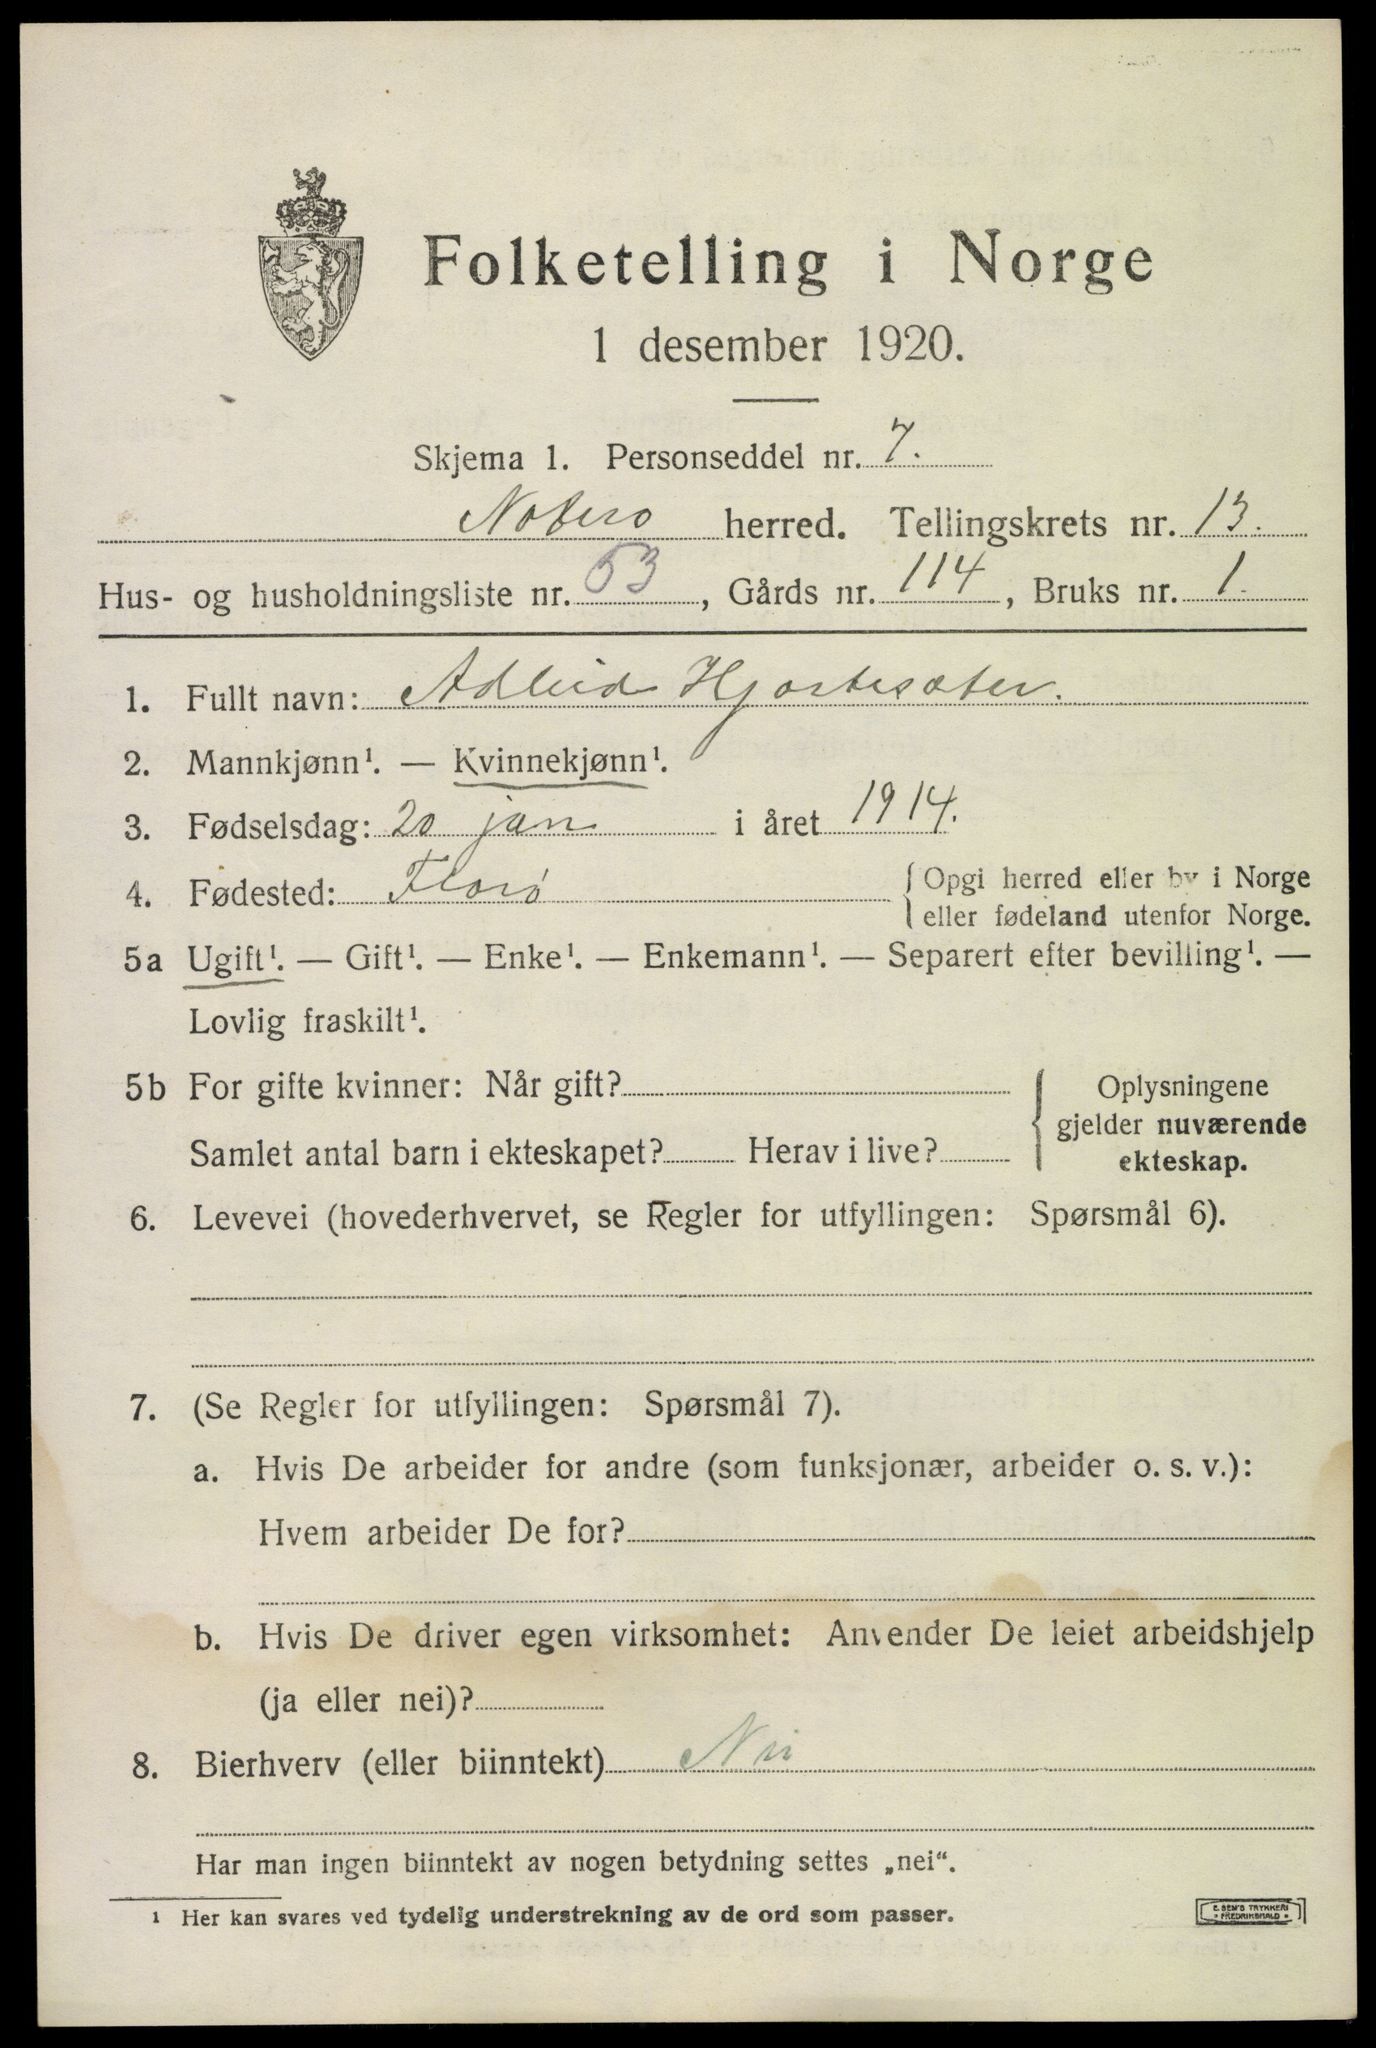 Folketelling i Norge
1 desember 1920.
Skjema 1. Personseddel nr. 7.
Nøterø herred. Tellingskrets nr. 13.
Hus- og husholdningsliste nr. 53, Gårds nr. 114, Bruks nr. 1.
1. Fullt navn: Adleid Hjortesæter.
2. Mannkjønn¹. — Kvinnekjønn¹.
3. Fødselsdag: 20 jan i året 1914.
4. Fødested: Florø { Opgi herred eller by i Norge
eller fødeland utenfor Norge.
5a Ugift¹. — Gift¹. — Enke¹. — Enkemann¹. — Separert efter bevilling¹. —
Lovlig fraskilt¹.
5b For gifte kvinner: Når gift? { Oplysningene
gjelder nuværende
Samlet antal barn i ekteskapet? Herav i live? ekteskap.
6. Levevei (hovederhvervet, se Regler for utfyllingen: Spørsmål 6).
7. (Se Regler for utfyllingen: Spørsmål 7).
a. Hvis De arbeider for andre (som funksjonær, arbeider o. s. v.):
Hvem arbeider De for?
b. Hvis De driver egen virksomhet: Anvender De leiet arbeidshjelp
(ja eller nei)?
8. Bierhverv (eller biinntekt) Nei
Har man ingen biinntekt av nogen betydning settes „nei“.
¹ Her kan svares ved tydelig understrekning av de ord som passer.
E. SEM'S TRYKKERI
• FREDRIKSHALD •